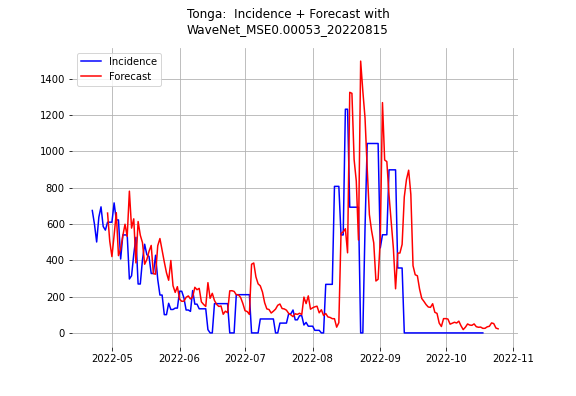 Tonga:  Incidence + Forecast with
WaveNet_MSE0.00053_20220815
Incidence
Forecast
1400
1200
1000
800
600
400
200
0
2022-05 2022-06 2022-07 2022-08 2022-09 2022-10 2022-11